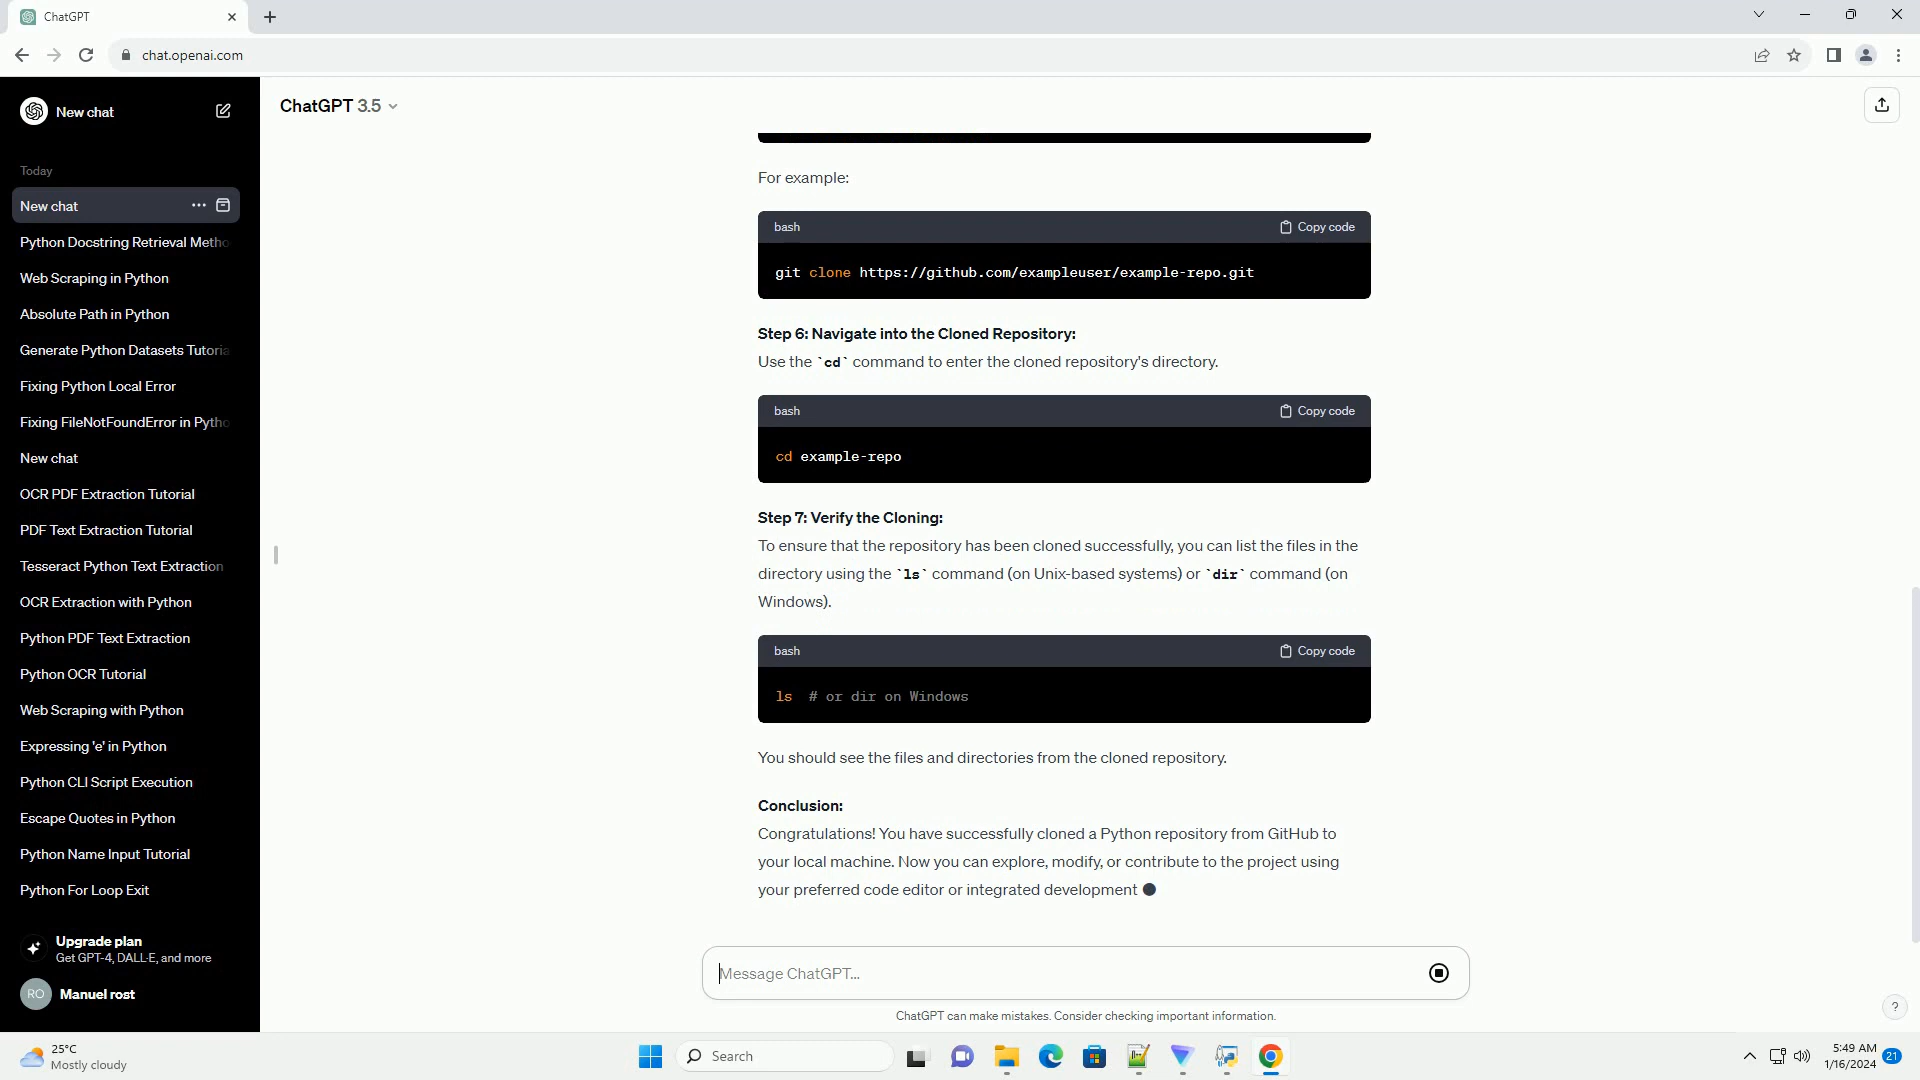 ChatGPT
chat.openai.com
New chat
Today
New chat
Python Docstring Retrieval Metho
Web Scraping in Python
Absolute Path in Python
Generate Python Datasets Tutoria
Fixing Python Local Error
Fixing FileNotFoundError in Pytho
New chat
OCR PDF Extraction Tutorial
PDF Text Extraction Tutorial
Tesseract Python Text Extraction
OCR Extraction with Python
Python PDF Text Extraction
Python OCR Tutorial
Web Scraping with Python
Expressing 'e' in Python
Python CLI Script Execution
Escape Quotes in Python
Python Name Input Tutorial
Python For Loop Exit
Upgrade plan
Get GPT-4, DALL·E, and more
RO Manuel rost
ChatGPT 3.5
For example:
bash Copy code
git clone https://github.com/exampleuser/example-repo.git
Step 6: Navigate into the Cloned Repository:
Use the `cd` command to enter the cloned repository's directory.
bash Copy code
cd example-repo
Step 7: Verify the Cloning:
To ensure that the repository has been cloned successfully, you can list the files in the
directory using the `ls` command (on Unix-based systems) or `dir` command (on
Windows).
bash Copy code
ls # or dir on Windows
You should see the files and directories from the cloned repository.
Conclusion:
Congratulations! You have successfully cloned a Python repository from GitHub to
your local machine. Now you can explore, modify, or contribute to the project using
your preferred code editor or integrated development
Message ChatGPT...
ChatGPT can make mistakes. Consider checking important information.
?
25°C
Mostly cloudy
Search
5:49 AM
1/16/2024
21